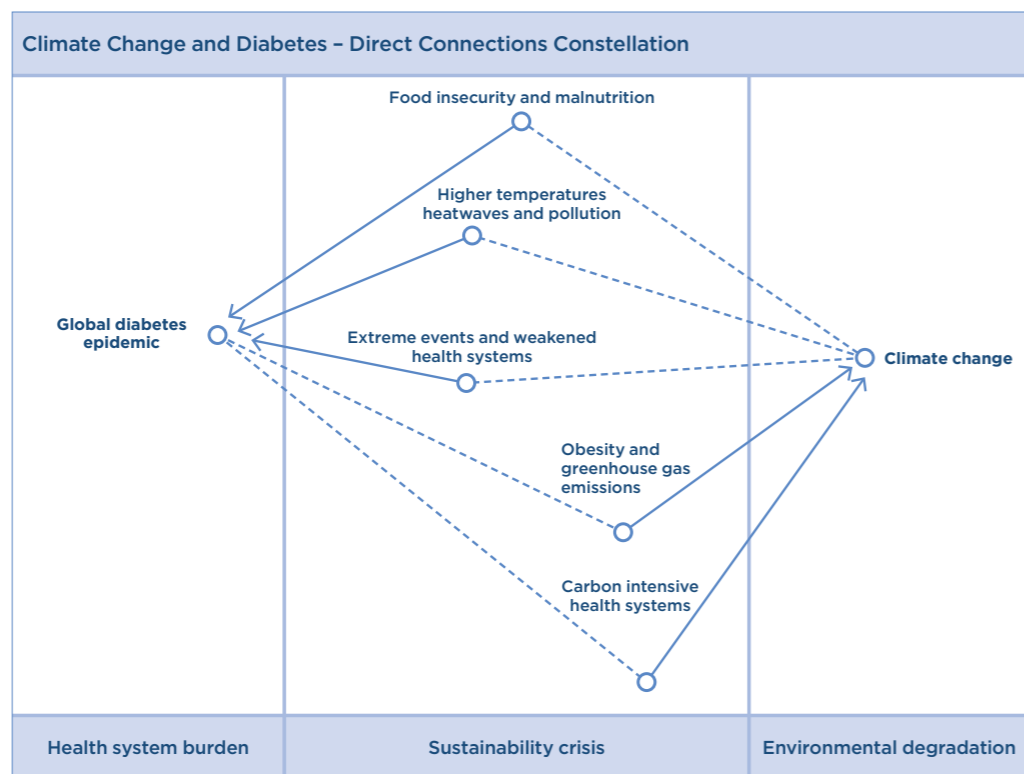 Climate Change and Diabetes – Direct Connections Constellation
Food insecurity and malnutrition
Higher temperatures
heatwaves and pollution
Global diabetes
epidemic
Extreme events and weakened
health systems
Climate change
Obesity and
greenhouse gas
emissions
Carbon intensive
health systems
Health system burden
Sustainability crisis
Environmental degradation